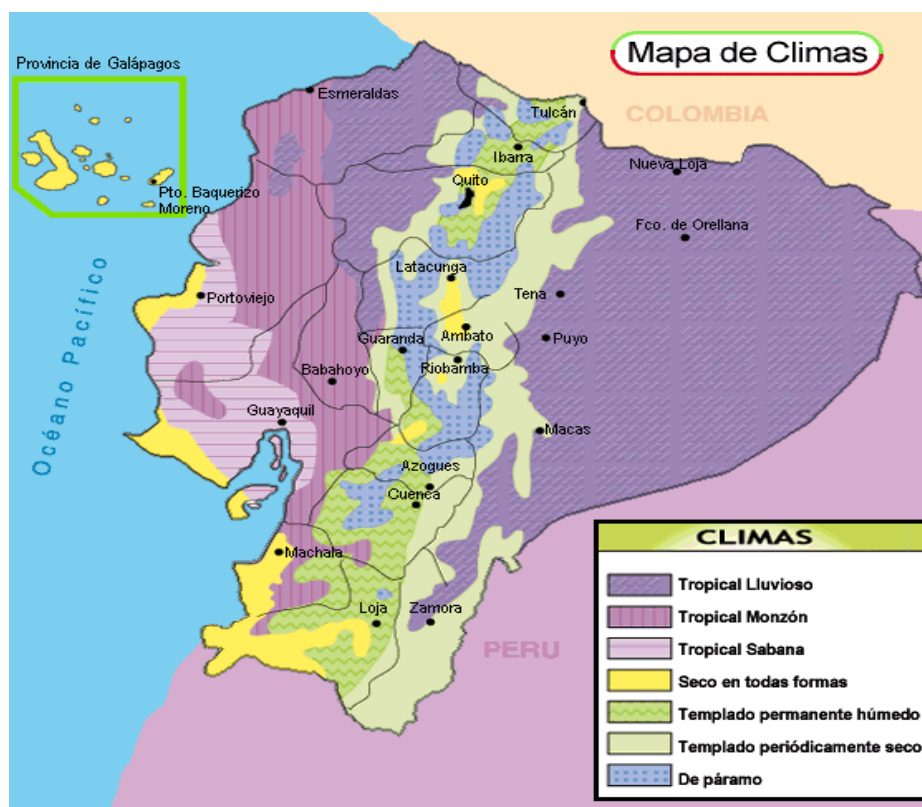 Mapa de Climas
Provincia de Galápagos
Pto. Baquerizo
Moreno
Océano Pacífico
COLOMBIA
PERU
Esmeraldas
Tulcán
Ibarra
Nueva Loja
Quito
Fco. de Orellana
Latacunga
Tena
Portoviejo
Ambato
Puyo
Guaranda
Riobamba
Babahoyo
Guayaquil
Macas
Azogues
Cuenca
Machala
Loja
Zamora
CLIMAS
Tropical Lluvioso
Tropical Monzón
Tropical Sabana
Seco en todas formas
Templado permanente húmedo
Templado periódicamente seco
De páramo